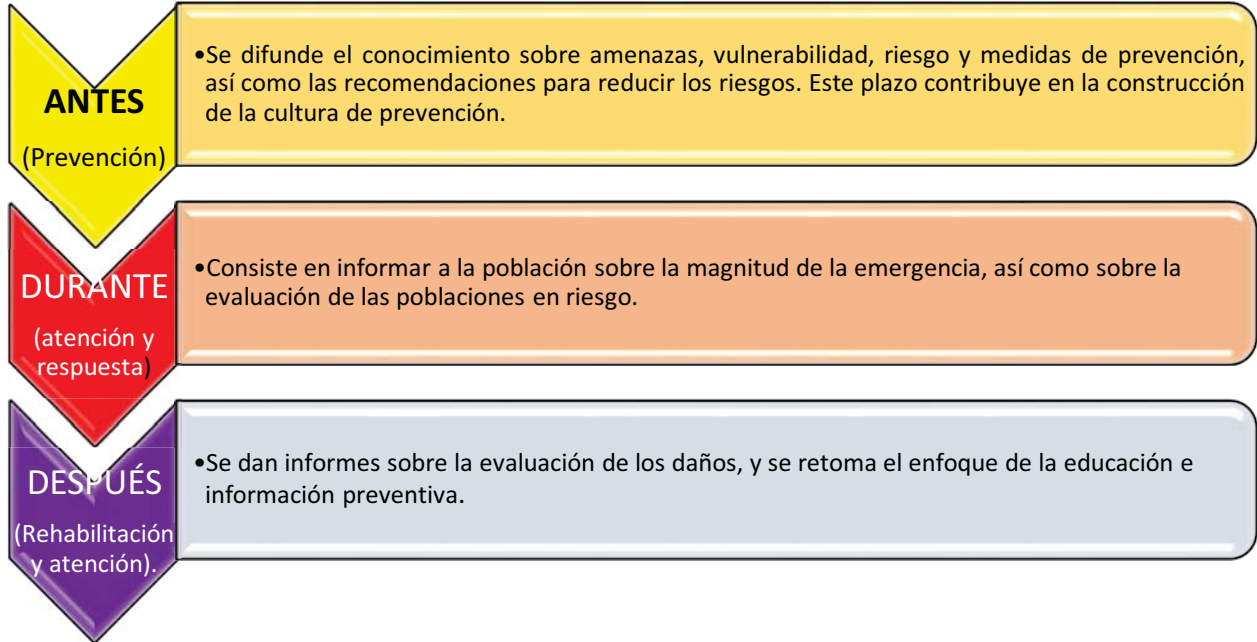 ANTES
(Prevención)
•Se difunde el conocimiento sobre amenazas, vulnerabilidad, riesgo y medidas de prevención,
así como las recomendaciones para reducir los riesgos. Este plazo contribuye en la construcción
de la cultura de prevención.
DURANTE
(atención y
respuesta)
•Consiste en informar a la población sobre la magnitud de la emergencia, así como sobre la
evaluación de las poblaciones en riesgo.
DESPUÉS
(Rehabilitación
y atención).
•Se dan informes sobre la evaluación de los daños, y se retoma el enfoque de la educación e
información preventiva.